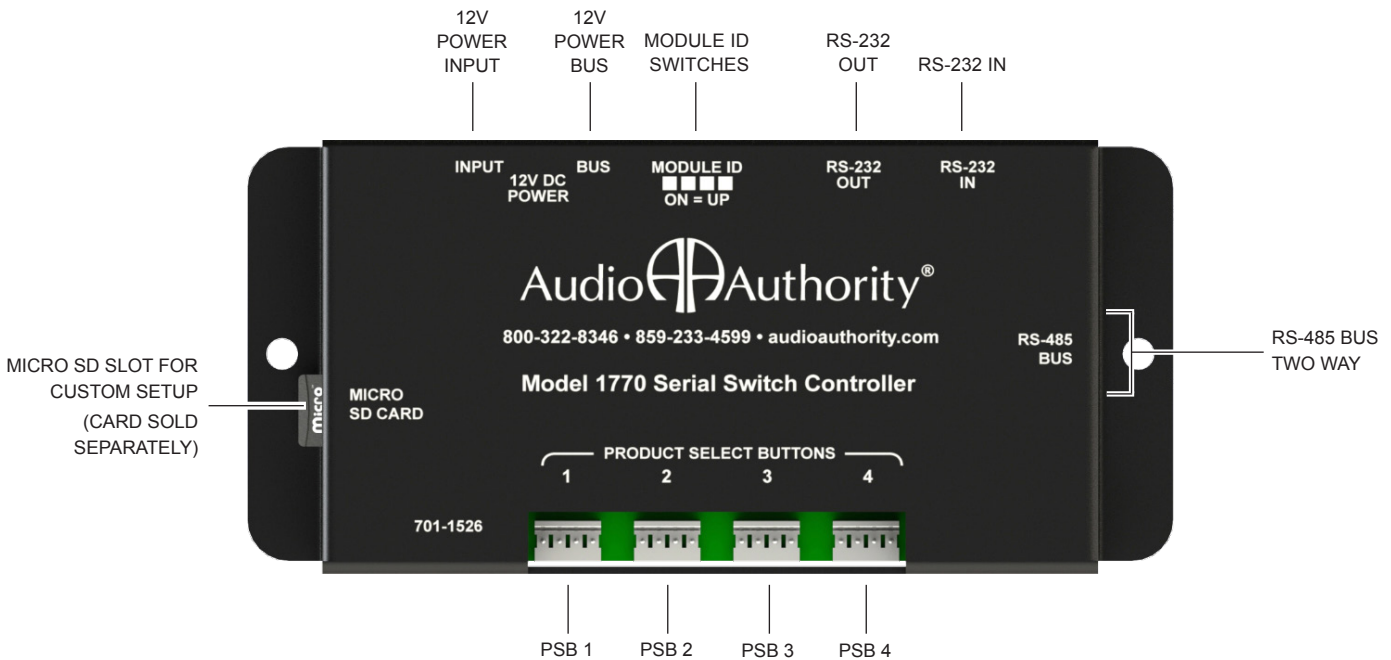 12V
POWER
INPUT
12V
POWER
BUS
MODULE ID
SWITCHES
RS-232
OUT
RS-232 IN
INPUT
12V DC
POWER
BUS
MODULE ID
ON = UP
RS-232
OUT
RS-232
IN
Audio Authority®
800-322-8346 • 859-233-4599 • audioauthority.com
Model 1770 Serial Switch Controller
RS-485
BUS
RS-485 BUS
TWO WAY
MICRO SD SLOT FOR
CUSTOM SETUP
(CARD SOLD
SEPARATELY)
Micro
MICRO
SD CARD
PRODUCT SELECT BUTTONS
1 2 3 4
701-1526
PSB 1 PSB 2 PSB 3 PSB 4